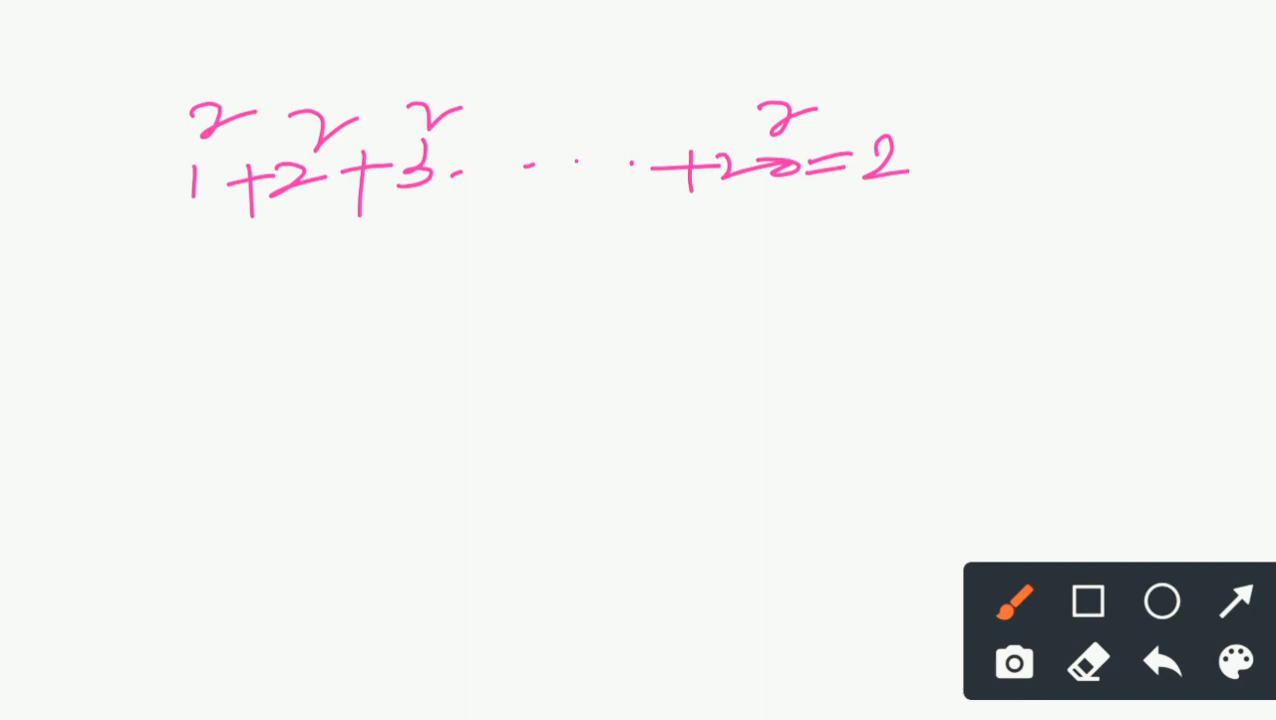 1²+2²+3². . . . +20²=2